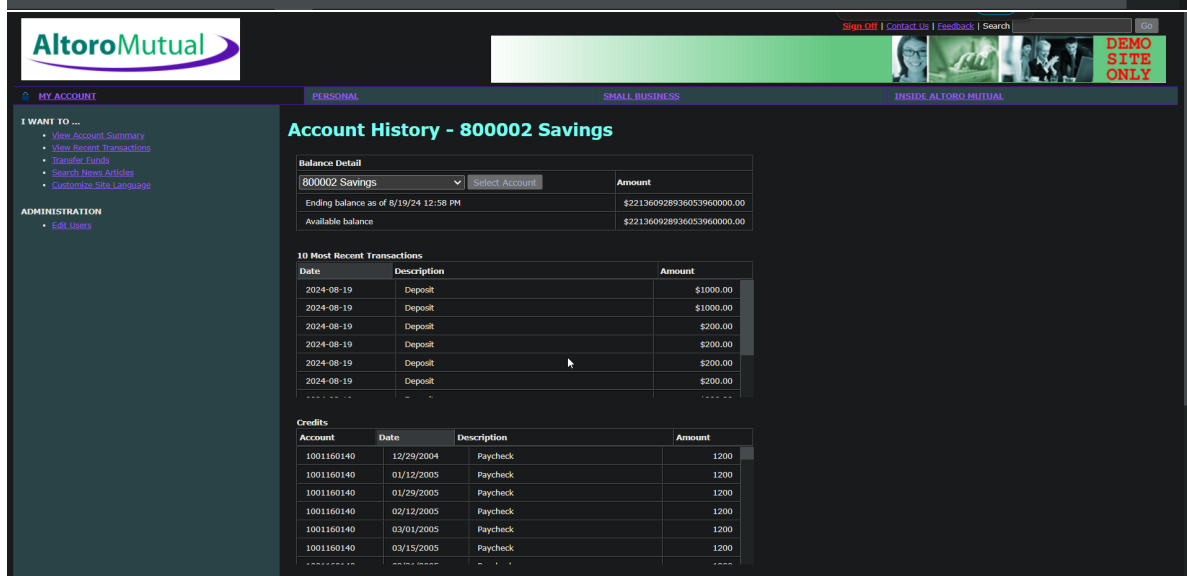 Sign Off | Contact Us | Feedback | Search Go
AltoroMutual
DEMO
SITE
ONLY
MY ACCOUNT PERSONAL SMALL BUSINESS INSIDE ALTORO MUTUAL
I WANT TO ...
View Account Summary
View Recent Transactions
Transfer Funds
Search News Articles
Customize Site Language
ADMINISTRATION
Edit Users
Account History - 800002 Savings
Balance Detail
800002 Savings Select Account Amount
Ending balance as of 8/19/24 12:58 PM $221360928936053960000.00
Available balance $221360928936053960000.00
10 Most Recent Transactions
Date Description Amount
2024-08-19 Deposit $1000.00
2024-08-19 Deposit $1000.00
2024-08-19 Deposit $200.00
2024-08-19 Deposit $200.00
2024-08-19 Deposit $200.00
2024-08-19 Deposit $200.00
Credits
Account Date Description Amount
1001160140 12/29/2004 Paycheck 1200
1001160140 01/12/2005 Paycheck 1200
1001160140 01/29/2005 Paycheck 1200
1001160140 02/12/2005 Paycheck 1200
1001160140 03/01/2005 Paycheck 1200
1001160140 03/15/2005 Paycheck 1200